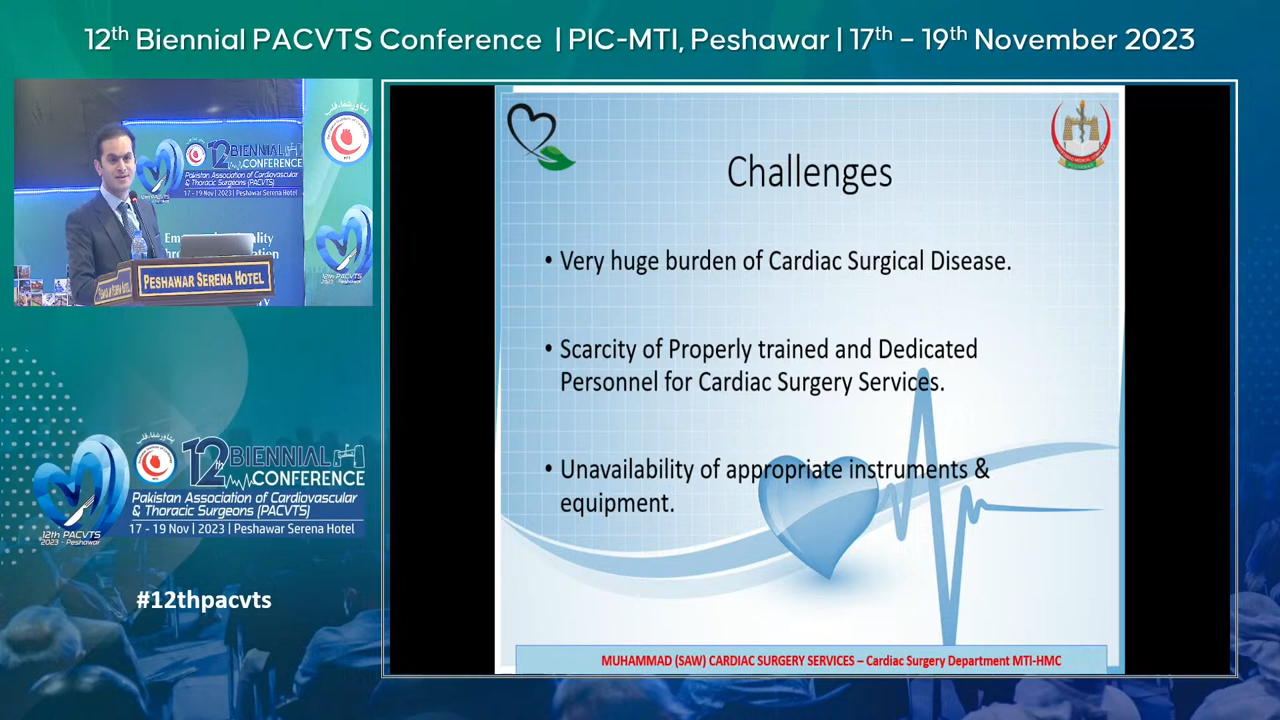 12th Biennial PACVTS Conference | PIC-MTI, Peshawar | 17th – 19th November 2023
12 BIENNIAL
CONFERENCE
Pakistan Association of Cardiovascular
& Thoracic Surgeons (PACVTS)
17 - 19 Nov | 2023 | Peshawar Serena Hotel
PESHAWAR SERENA HOTEL
12th BIENNIAL
CONFERENCE
Pakistan Association of Cardiovascular
& Thoracic Surgeons (PACVTS)
17 - 19 Nov | 2023 | Peshawar Serena Hotel
12th PACVTS
2023 - Peshawar
#12thpacvts
Challenges
• Very huge burden of Cardiac Surgical Disease.
• Scarcity of Properly trained and Dedicated
Personnel for Cardiac Surgery Services.
• Unavailability of appropriate instruments &
equipment.
MUHAMMAD (SAW) CARDIAC SURGERY SERVICES – Cardiac Surgery Department MTI-HMC